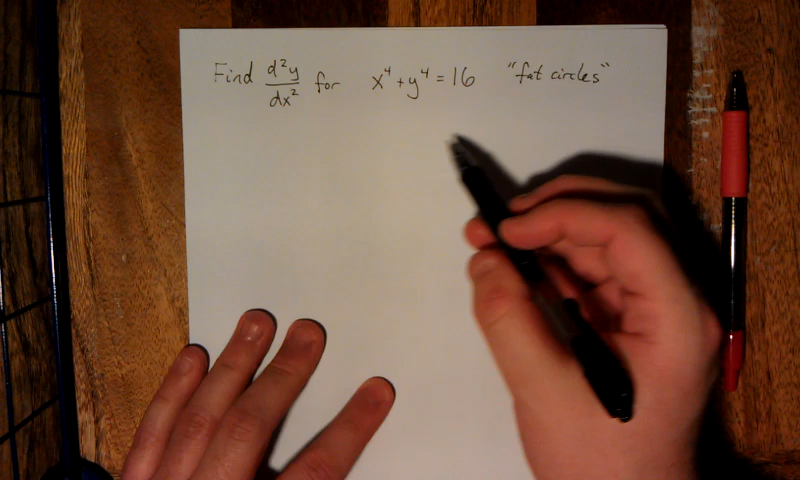 Find d²y/dx² for x⁴ + y⁴ = 16 "fat circles"